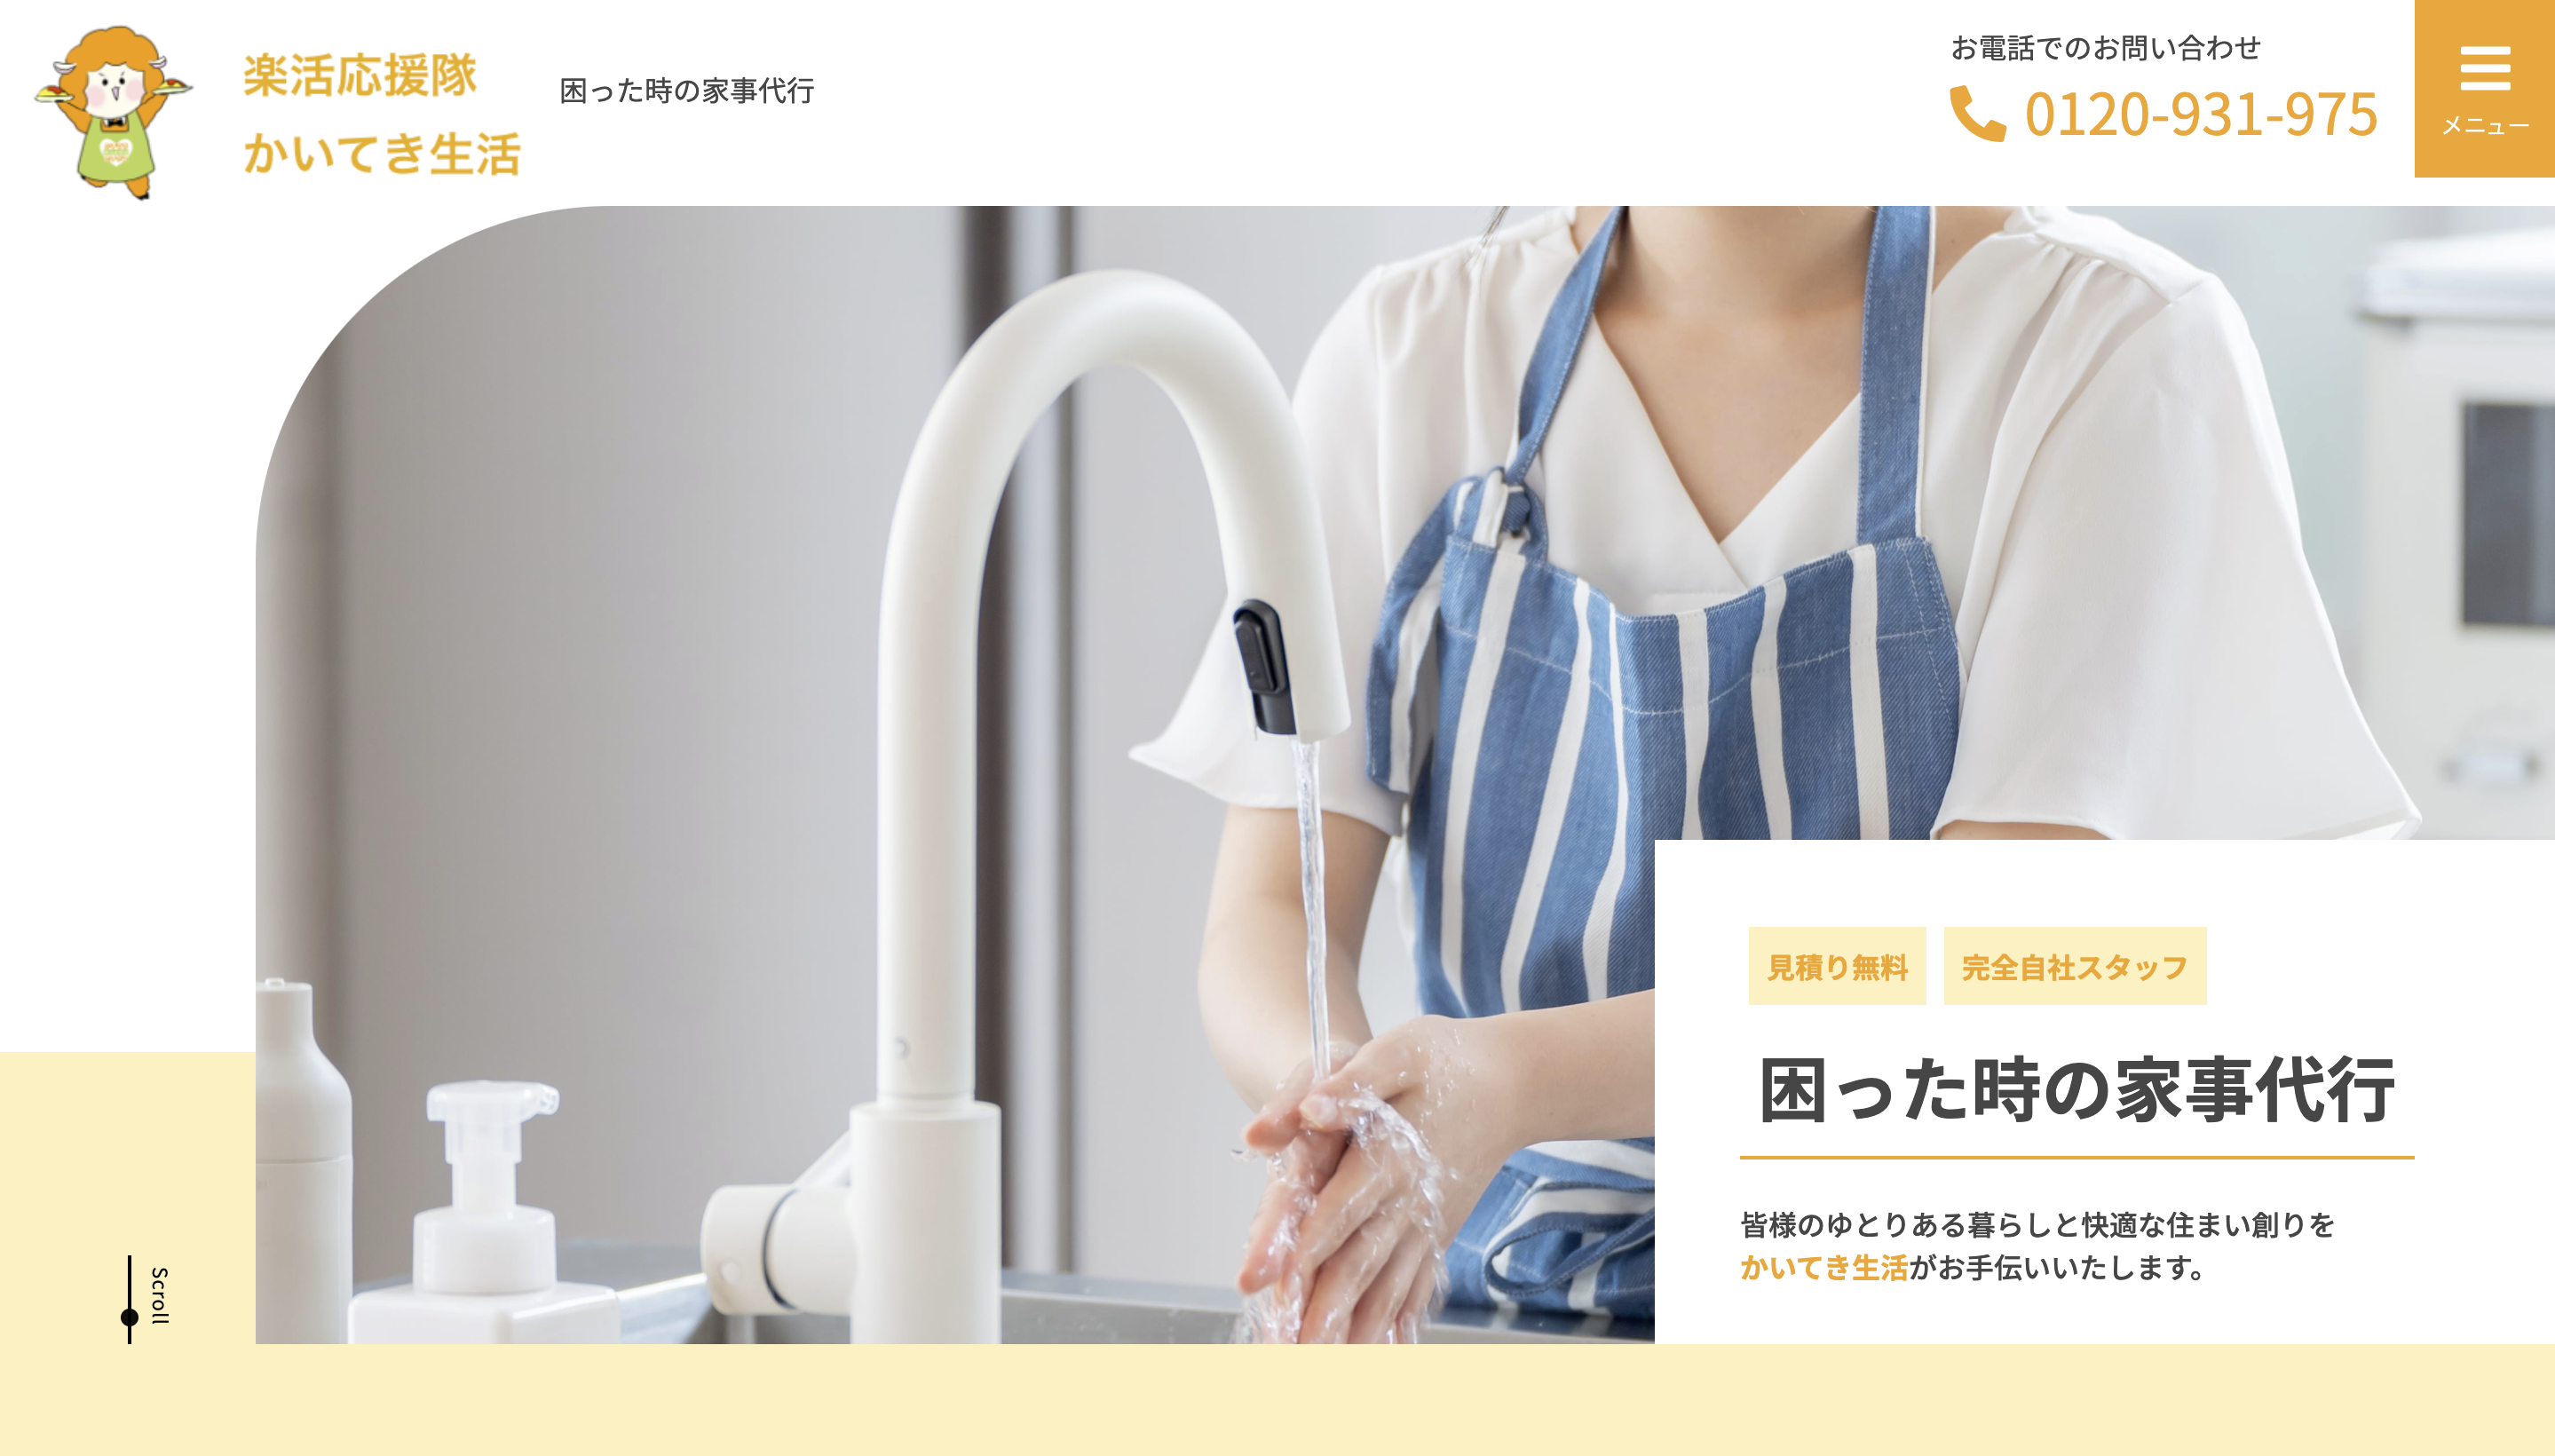 楽活応援隊
かいてき生活
困った時の家事代行
お電話でのお問い合わせ
0120-931-975
メニュー
見積り無料
完全自社スタッフ
困った時の家事代行
皆様のゆとりある暮らしと快適な住まい創りを
かいてき生活がお手伝いいたします。
Scroll